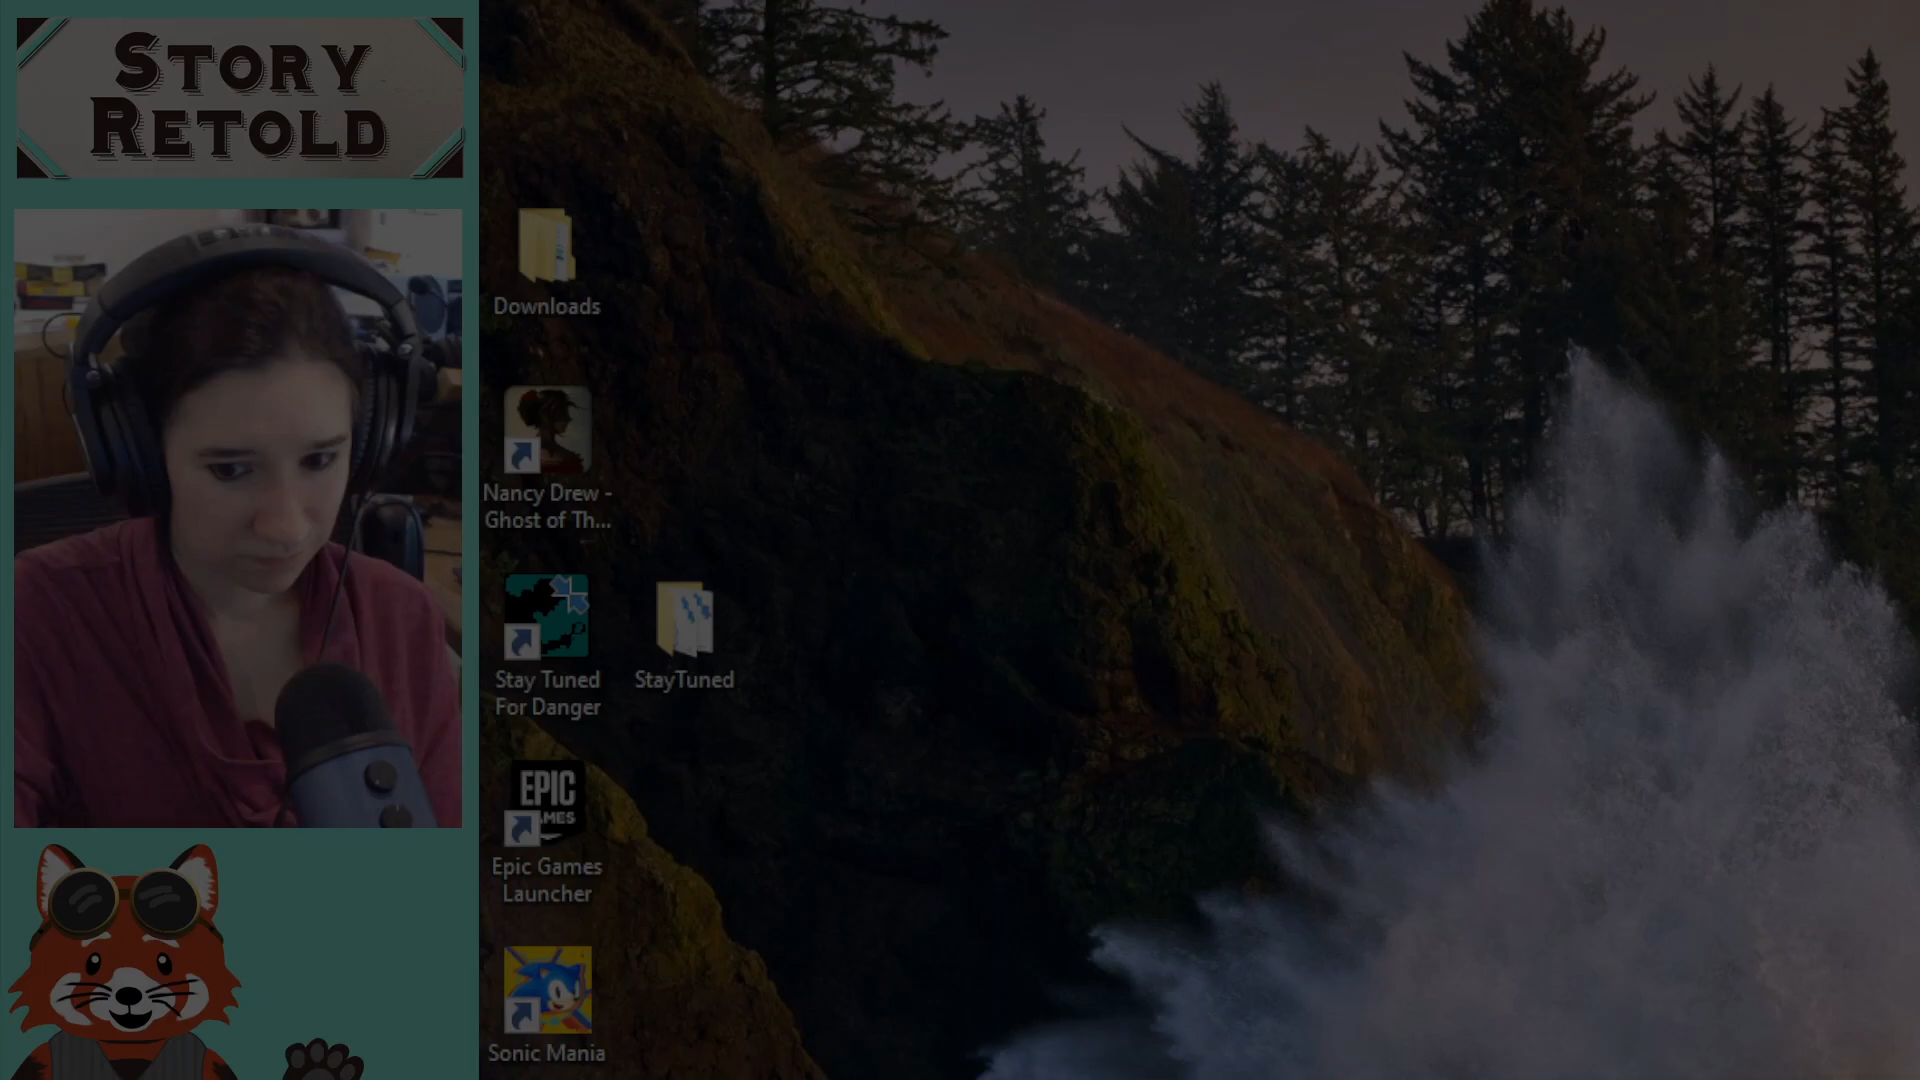 STORY
RETOLD
Downloads
Nancy Drew -
Ghost of Th...
Stay Tuned
For Danger
StayTuned
EPIC
Epic Games
Launcher
Sonic Mania